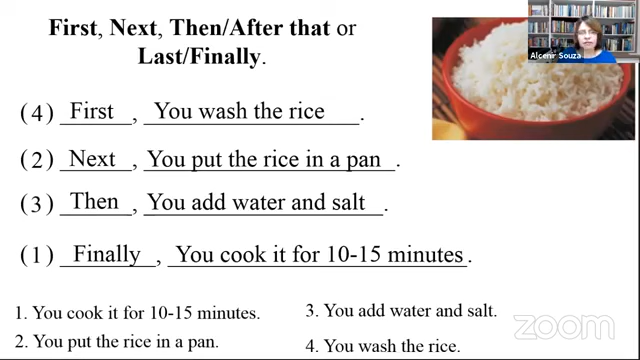 First, Next, Then/After that or
Last/Finally.
Alcenir Souza
(4) First, You wash the rice.
(2) Next, You put the rice in a pan.
(3) Then, You add water and salt.
(1) Finally, You cook it for 10-15 minutes.
1. You cook it for 10-15 minutes.
3. You add water and salt.
2. You put the rice in a pan.
4. You wash the rice.
zoom